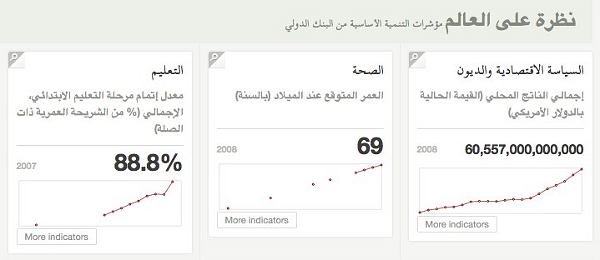 نظرة على العالم مؤشرات التنمية الأساسية من البنك الدولي
السياسة الاقتصادية والديون
إجمالي الناتج المحلي (القيمة الحالية
بالدولار الأمريكي)
2008 60,557,000,000,000
More indicators
الصحة
العمر المتوقع عند الميلاد (بالسنة)
2008 69
More indicators
التعليم
معدل إتمام مرحلة التعليم الابتدائي،
الإجمالي (% من الشريحة العمرية ذات
الصلة)
2007 88.8%
More indicators